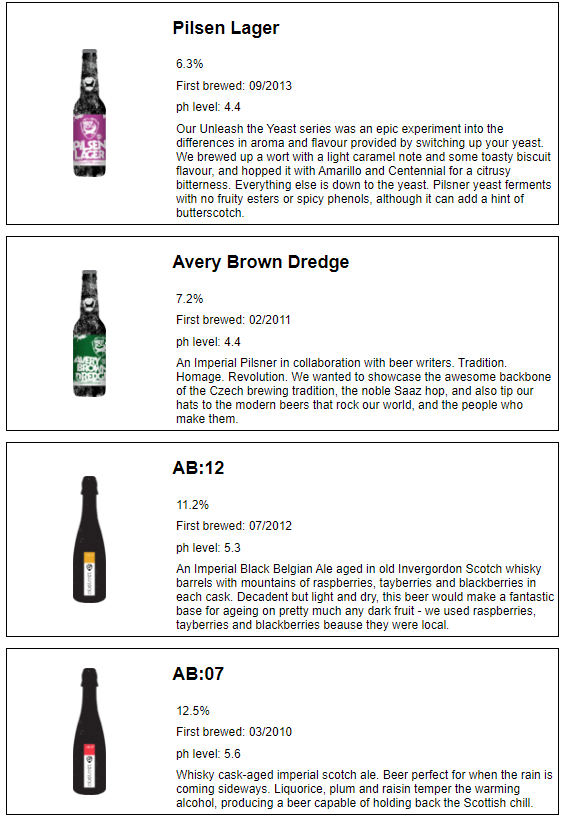 Pilsen Lager
6.3%
First brewed: 09/2013
ph level: 4.4
Our Unleash the Yeast series was an epic experiment into the
differences in aroma and flavour provided by switching up your yeast.
We brewed up a wort with a light caramel note and some toasty biscuit
flavour, and hopped it with Amarillo and Centennial for a citrusy
bitterness. Everything else is down to the yeast. Pilsner yeast ferments
with no fruity esters or spicy phenols, although it can add a hint of
butterscotch.
PILSEN
LAGER
Avery Brown Dredge
7.2%
First brewed: 02/2011
ph level: 4.4
An Imperial Pilsner in collaboration with beer writers. Tradition.
Homage. Revolution. We wanted to showcase the awesome backbone
of the Czech brewing tradition, the noble Saaz hop, and also tip our
hats to the modern beers that rock our world, and the people who
make them.
AVERY
BROWN
DREDGE
AB:12
11.2%
First brewed: 07/2012
ph level: 5.3
An Imperial Black Belgian Ale aged in old Invergordon Scotch whisky
barrels with mountains of raspberries, tayberries and blackberries in
each cask. Decadent but light and dry, this beer would make a fantastic
base for ageing on pretty much any dark fruit - we used raspberries,
tayberries and blackberries beause they were local.
AB:07
12.5%
First brewed: 03/2010
ph level: 5.6
Whisky cask-aged imperial scotch ale. Beer perfect for when the rain is
coming sideways. Liquorice, plum and raisin temper the warming
alcohol, producing a beer capable of holding back the Scottish chill.